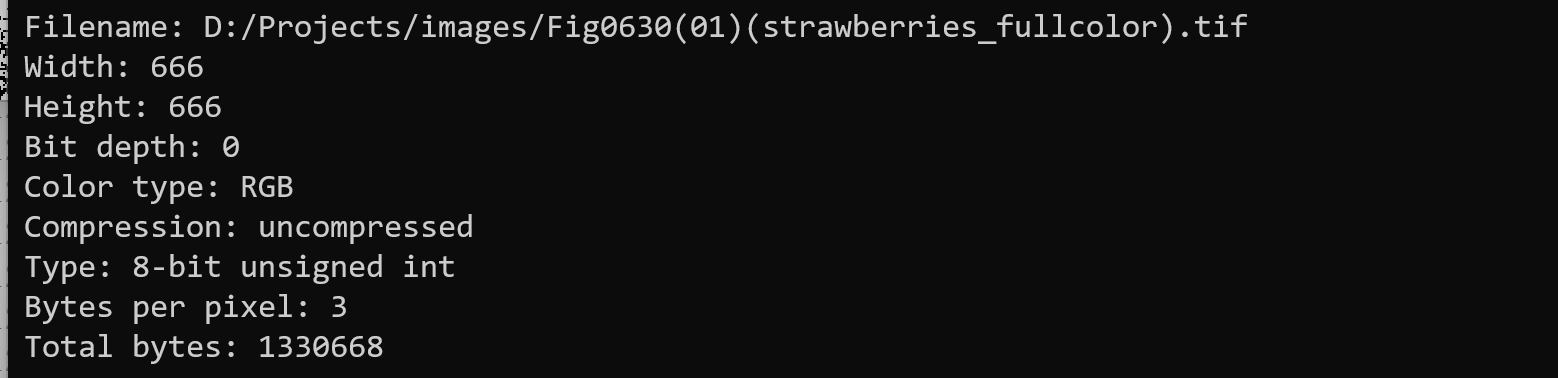 Filename: D:/Projects/images/Fig0630(01)(strawberries_fullcolor).tif
Width: 666
Height: 666
Bit depth: 0
Color type: RGB
Compression: uncompressed
Type: 8-bit unsigned int
Bytes per pixel: 3
Total bytes: 1330668